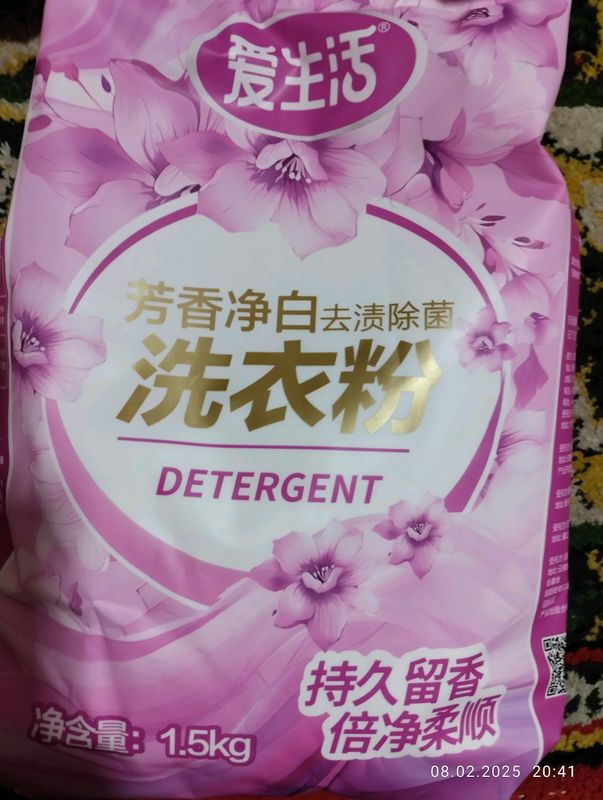 爱生活®
芳香净白去渍除菌
洗衣粉
DETERGENT
持久留香
倍净柔顺
净含量：1.5kg
08.02.2025 20:41